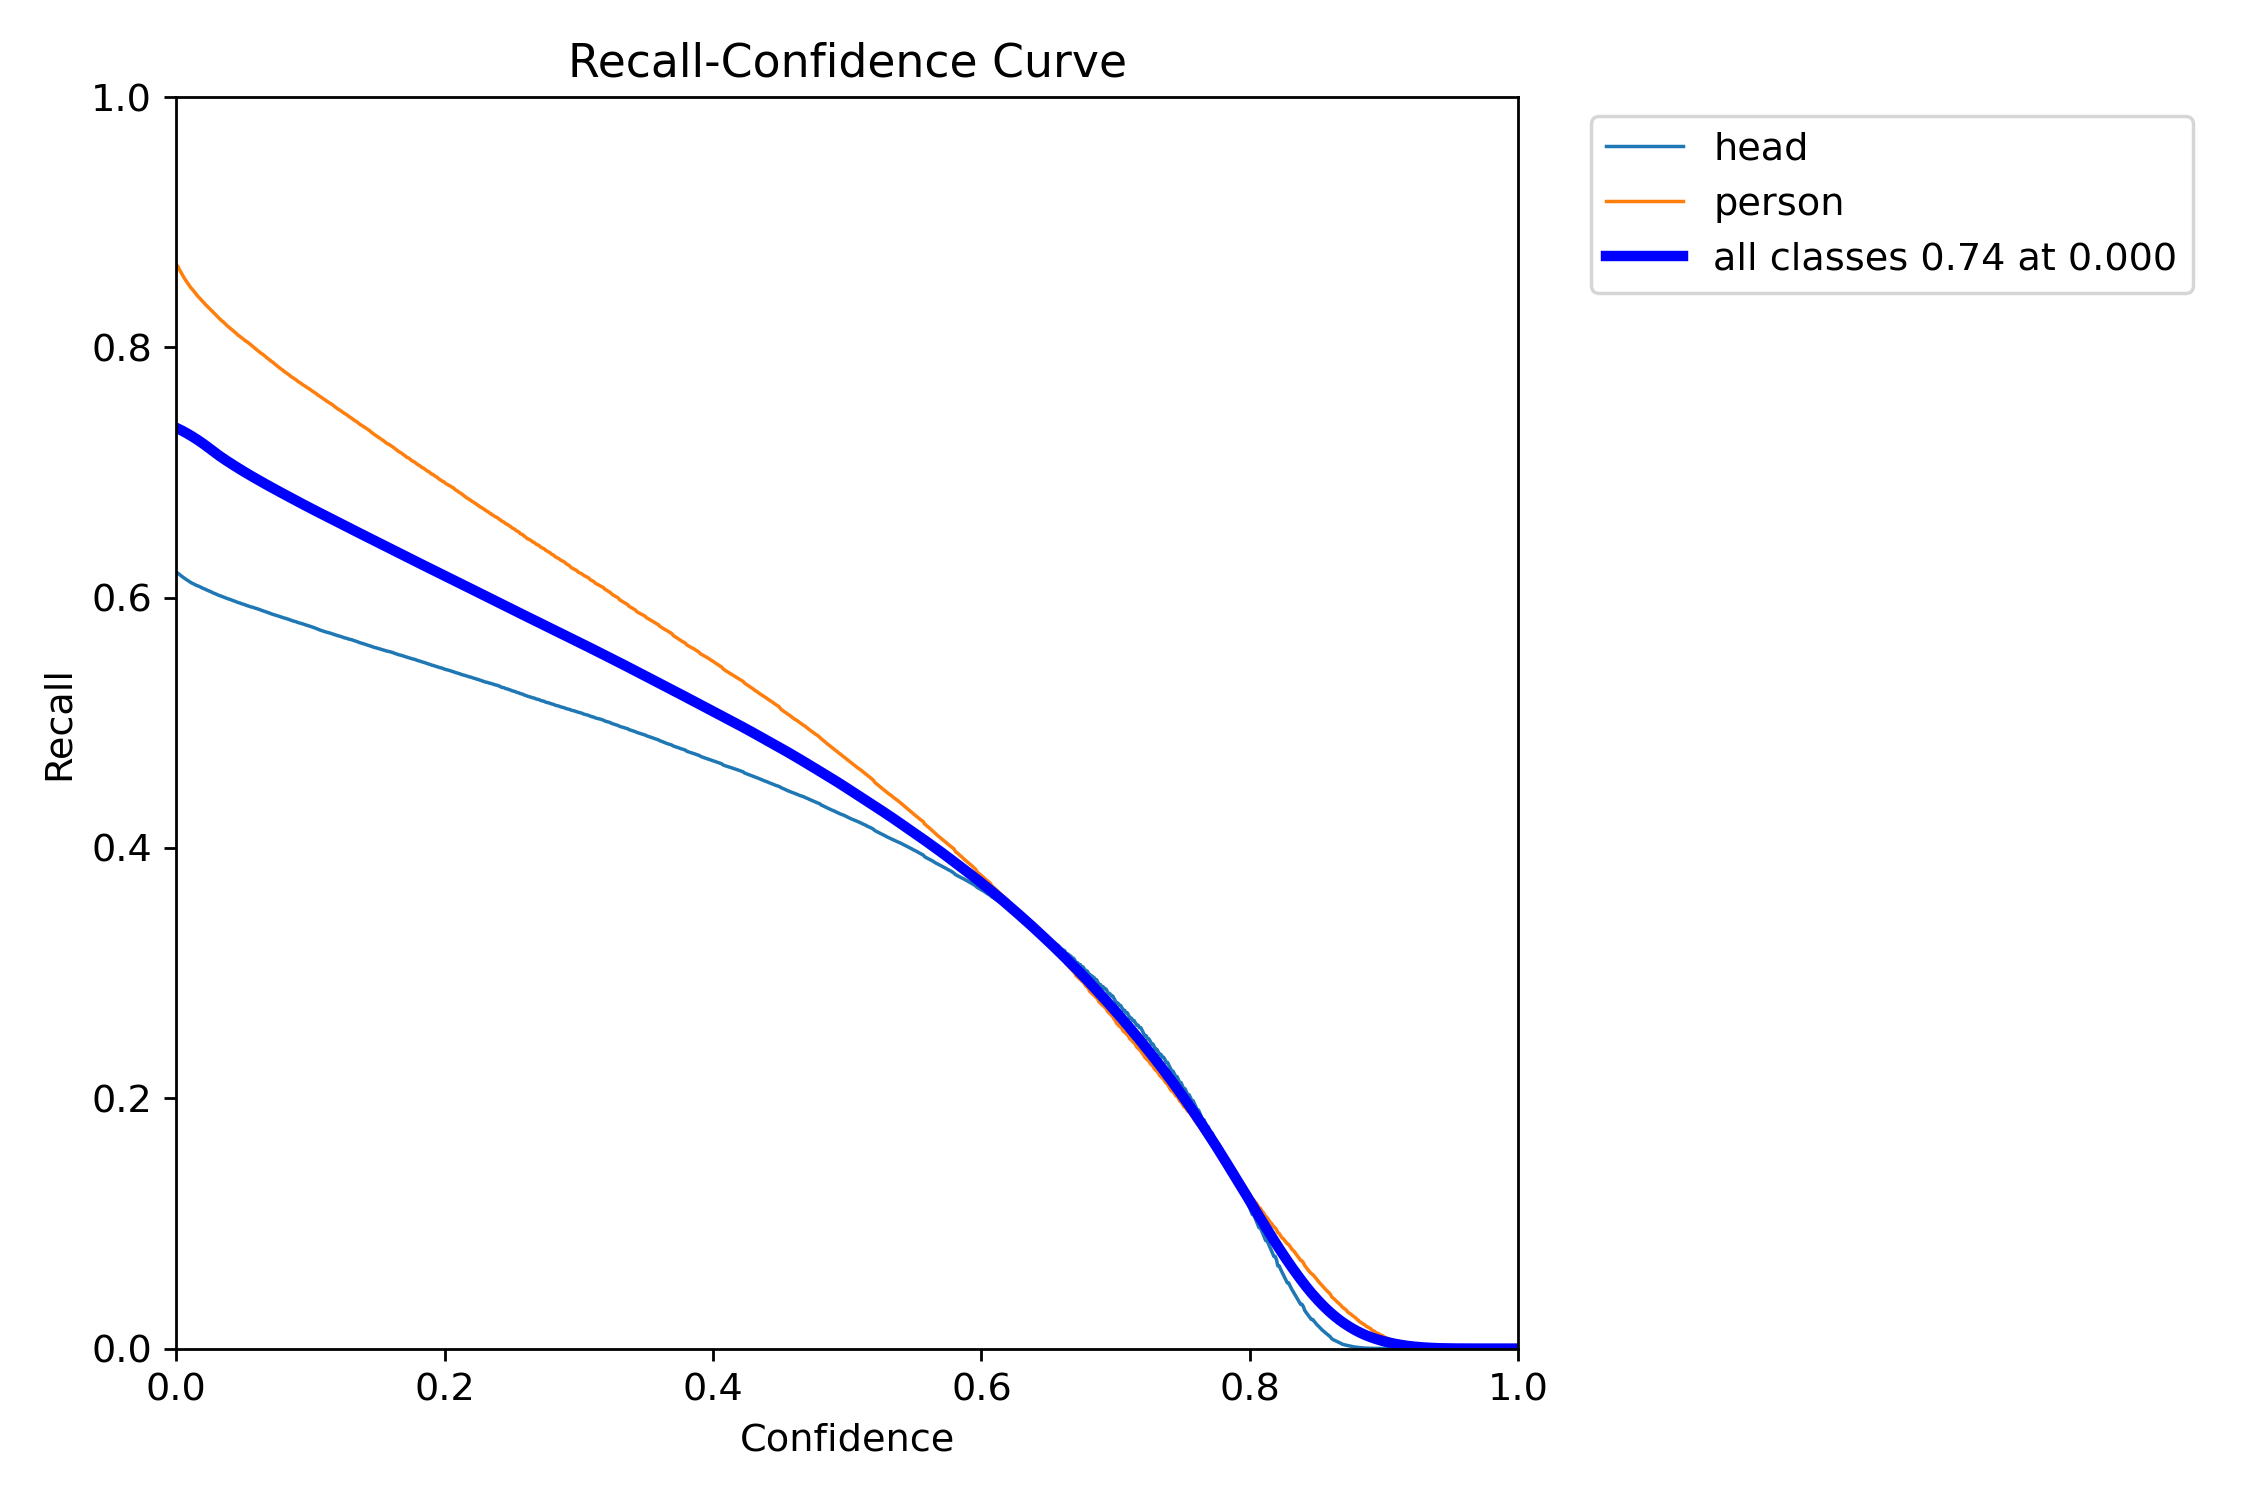 Recall-Confidence Curve
1.0
0.8
0.6
0.4
0.2
0.0
Recall
0.0 0.2 0.4 0.6 0.8 1.0
Confidence
head
person
all classes 0.74 at 0.000